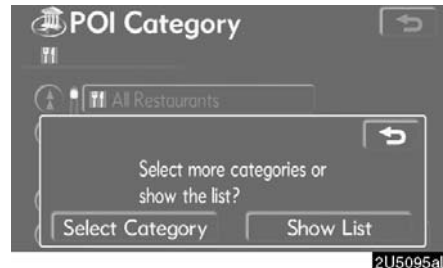 POI Category
All Restaurants
Select more categories or
show the list?
Select Category
Show List
2U5095al